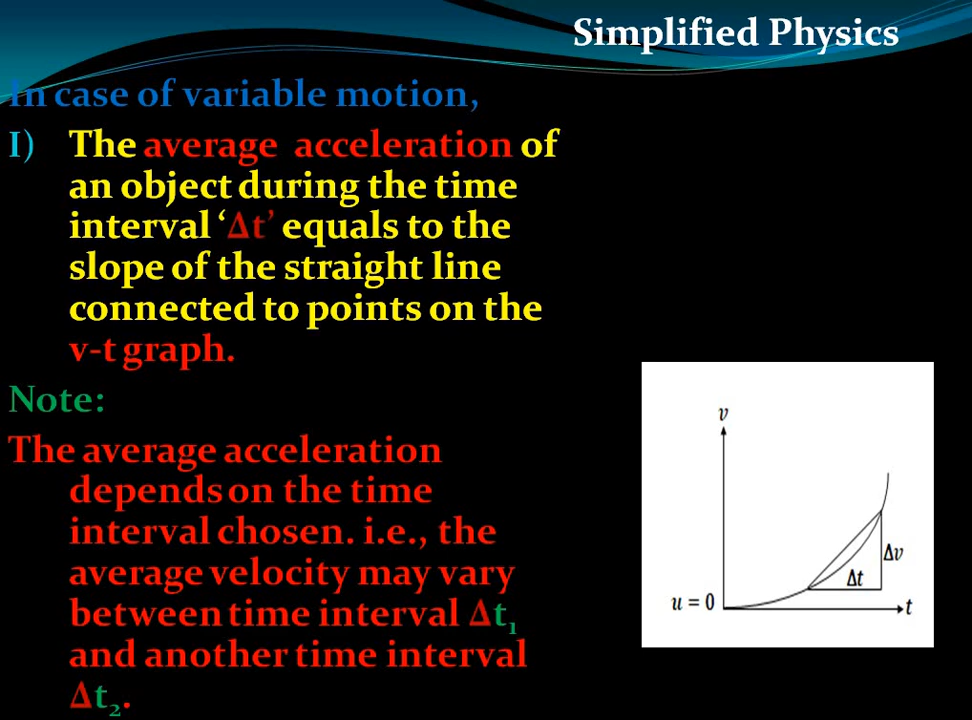 Simplified Physics
In case of variable motion,
I) The average acceleration of
an object during the time
interval ‘Δt’ equals to the
slope of the straight line
connected to points on the
v-t graph.
Note:
The average acceleration
depends on the time
interval chosen. i.e., the
average velocity may vary
between time interval Δt₁
and another time interval
Δt₂.
v
Δv
Δt
u = 0
t